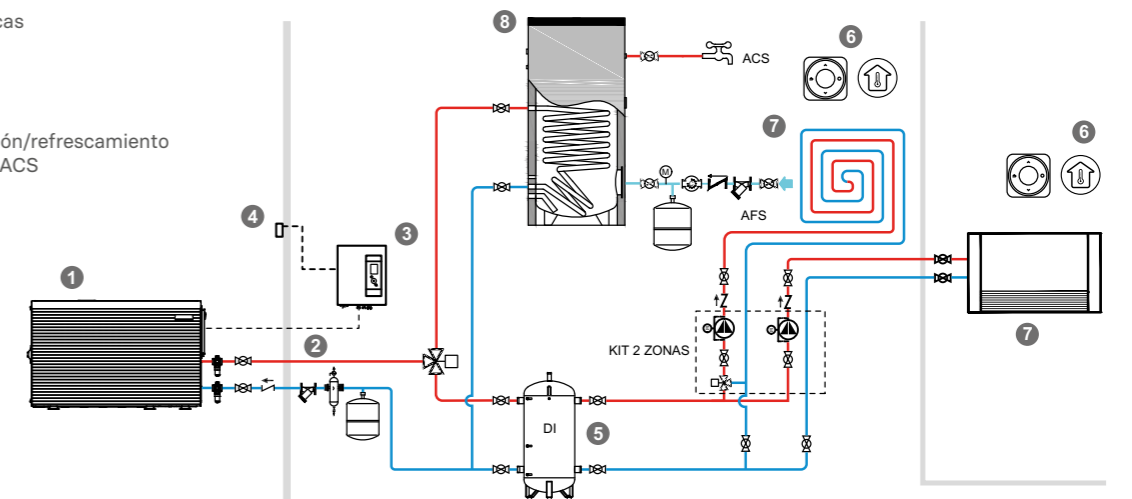 cas
ón/refrescamiento
ACS
8
ACS
6
7
6
M
AFS
4
3
1
2
KIT 2 ZONAS
7
DI
5